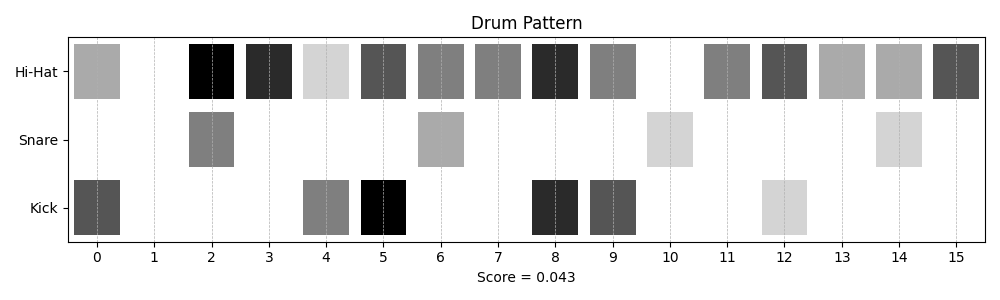 Drum Pattern
Hi-Hat
Snare
Kick
0 1 2 3 4 5 6 7 8 9 10 11 12 13 14 15
Score = 0.043